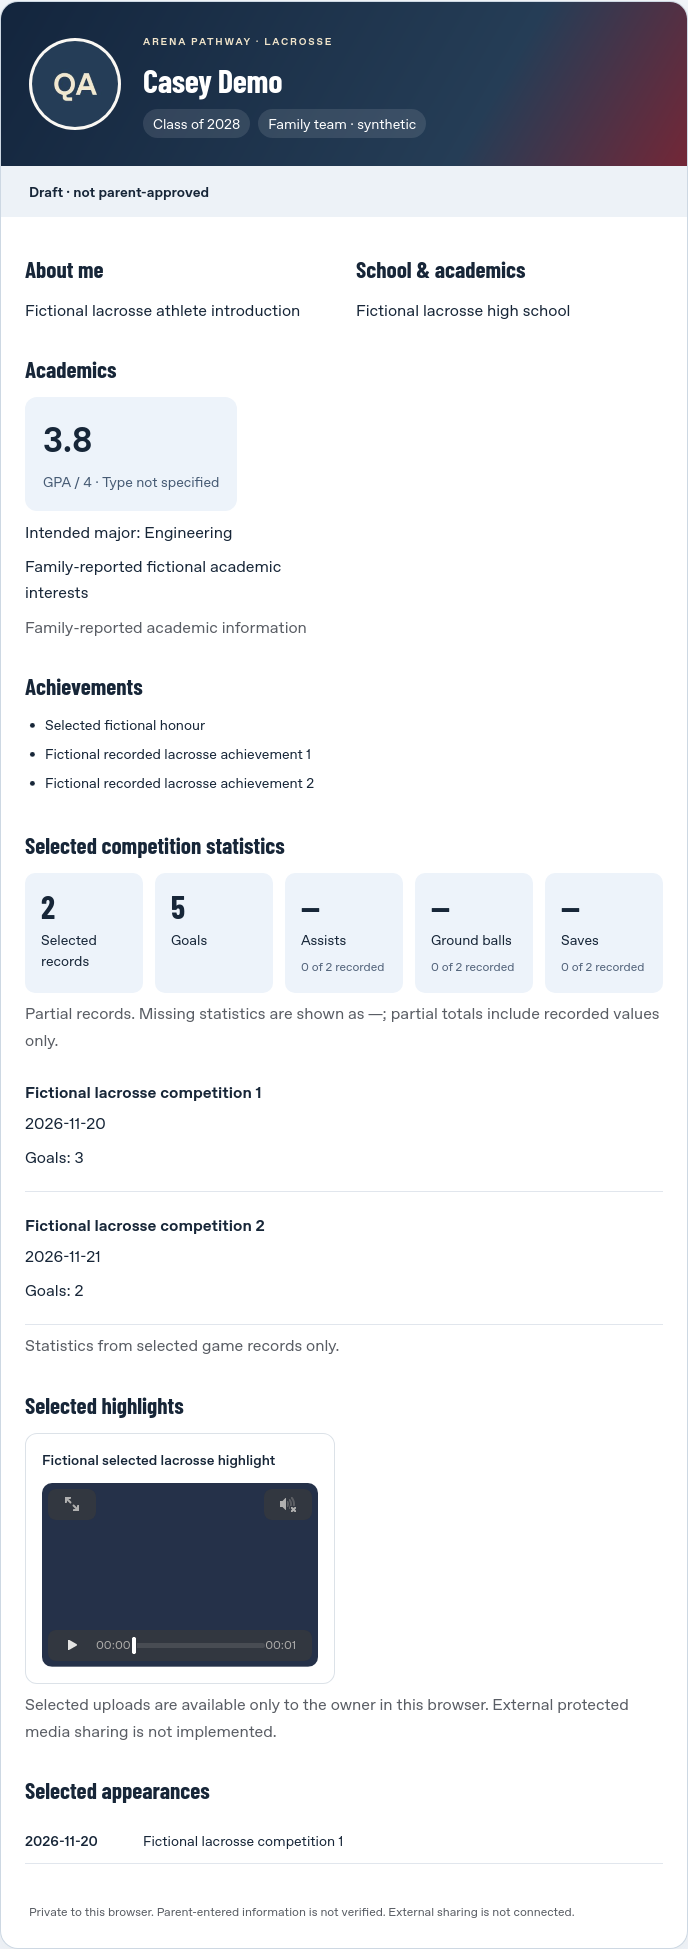 ARENA PATHWAY · LACROSSE
QA
Casey Demo
Class of 2028
Family team · synthetic
Draft · not parent-approved
About me
Fictional lacrosse athlete introduction
School & academics
Fictional lacrosse high school
Academics
3.8
GPA / 4 · Type not specified
Intended major: Engineering
Family-reported fictional academic
interests
Family-reported academic information
Achievements
• Selected fictional honour
• Fictional recorded lacrosse achievement 1
• Fictional recorded lacrosse achievement 2
Selected competition statistics
2
Selected
records
5
Goals
—
Assists
0 of 2 recorded
—
Ground balls
0 of 2 recorded
—
Saves
0 of 2 recorded
Partial records. Missing statistics are shown as —; partial totals include recorded values
only.
Fictional lacrosse competition 1
2026-11-20
Goals: 3
Fictional lacrosse competition 2
2026-11-21
Goals: 2
Statistics from selected game records only.
Selected highlights
Fictional selected lacrosse highlight
00:00
00:01
Selected uploads are available only to the owner in this browser. External protected
media sharing is not implemented.
Selected appearances
2026-11-20 Fictional lacrosse competition 1
Private to this browser. Parent-entered information is not verified. External sharing is not connected.